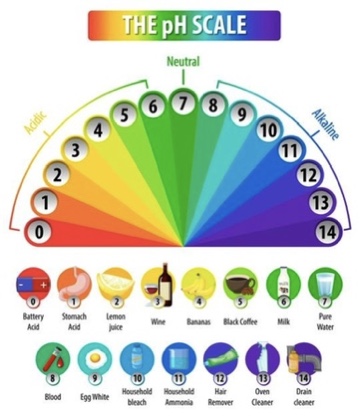 THE pH SCALE
Neutral
Acidic
Alkaline
0
1
2
3
4
5
6
7
8
9
10
11
12
13
14
0
Battery
Acid
1
Stomach
Acid
2
Lemon
juice
3
Wine
4
Bananas
5
Black Coffee
6
Milk
7
Pure
Water
8
Blood
9
Egg White
10
Household
bleach
11
Household
Ammonia
12
Hair
Remover
13
Oven
Cleaner
14
Drain
cleaner